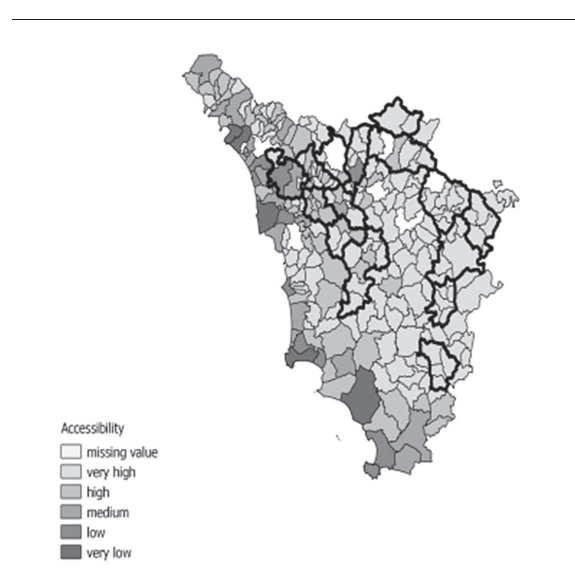 Accessibility
missing value
very high
high
medium
low
very low